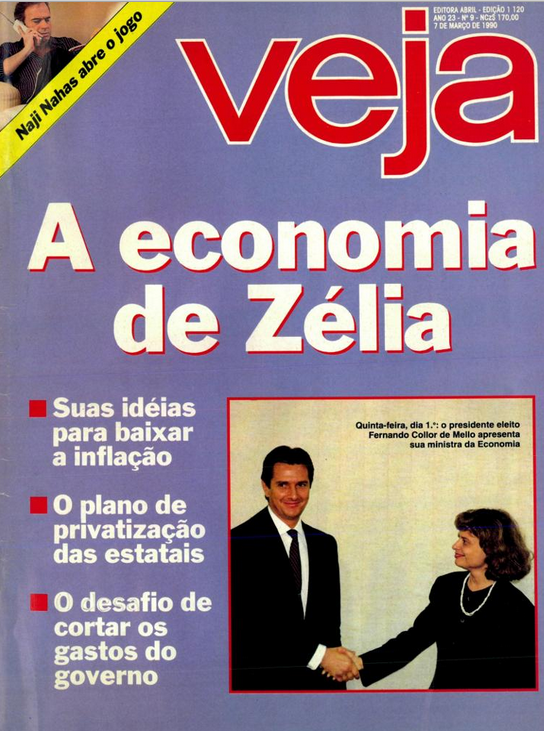 Naji Nahas abre o jogo
EDITORA ABRIL - EDIÇÃO 1 120
ANO 23 - Nº 9 - NCz$ 170,00
7 DE MARÇO DE 1990
veja
A economia
de Zélia
Suas idéias
para baixar
a inflação
O plano de
privatização
das estatais
O desafio de
cortar os
gastos do
governo
Quinta-feira, dia 1.º: o presidente eleito
Fernando Collor de Mello apresenta
sua ministra da Economia